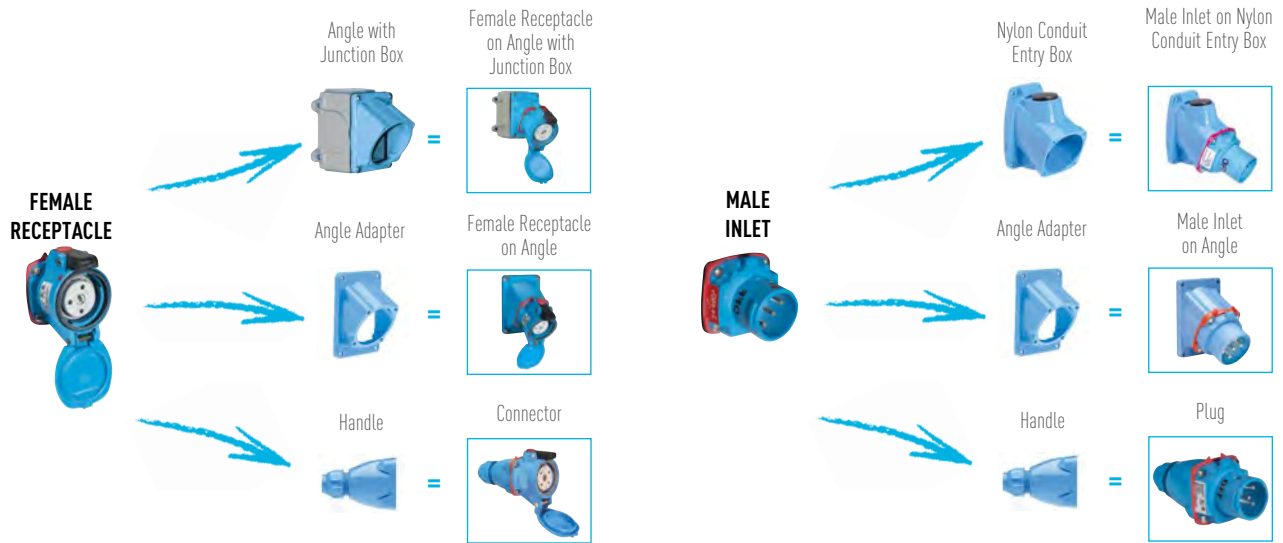 Angle with
Junction Box
Female Receptacle
on Angle with
Junction Box
=
FEMALE
RECEPTACLE
Angle Adapter
Female Receptacle
on Angle
=
Handle
Connector
=
Nylon Conduit
Entry Box
Male Inlet on Nylon
Conduit Entry Box
=
MALE
INLET
Angle Adapter
Male Inlet
on Angle
=
Handle
Plug
=